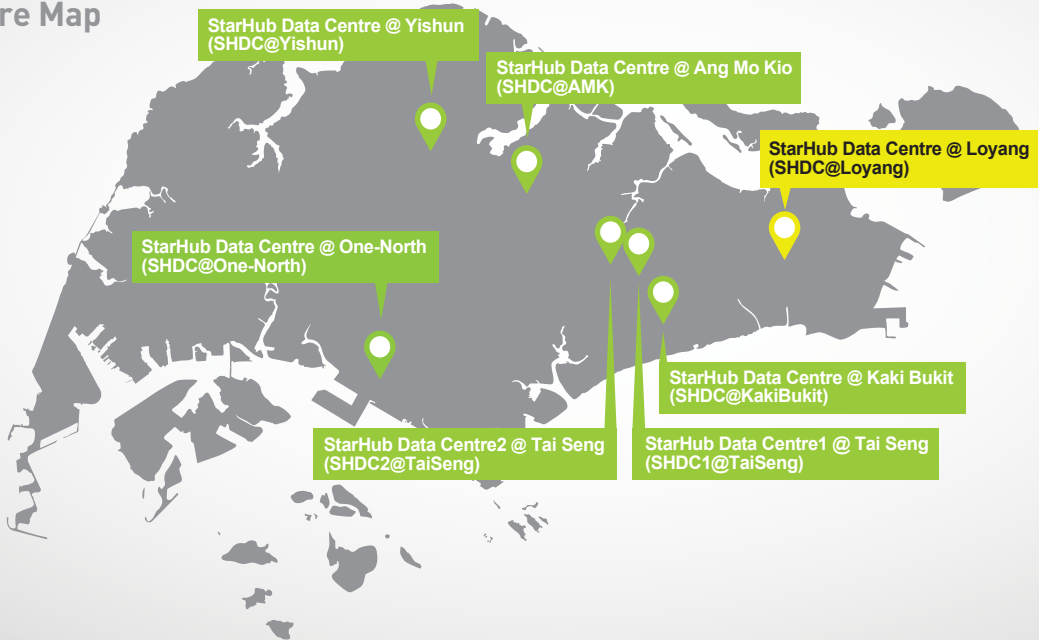 re Map
StarHub Data Centre @ Yishun
(SHDC@Yishun)
StarHub Data Centre @ Ang Mo Kio
(SHDC@AMK)
StarHub Data Centre @ Loyang
(SHDC@Loyang)
StarHub Data Centre @ One-North
(SHDC@One-North)
StarHub Data Centre @ Kaki Bukit
(SHDC@KakiBukit)
StarHub Data Centre2 @ Tai Seng
(SHDC2@TaiSeng)
StarHub Data Centre1 @ Tai Seng
(SHDC1@TaiSeng)